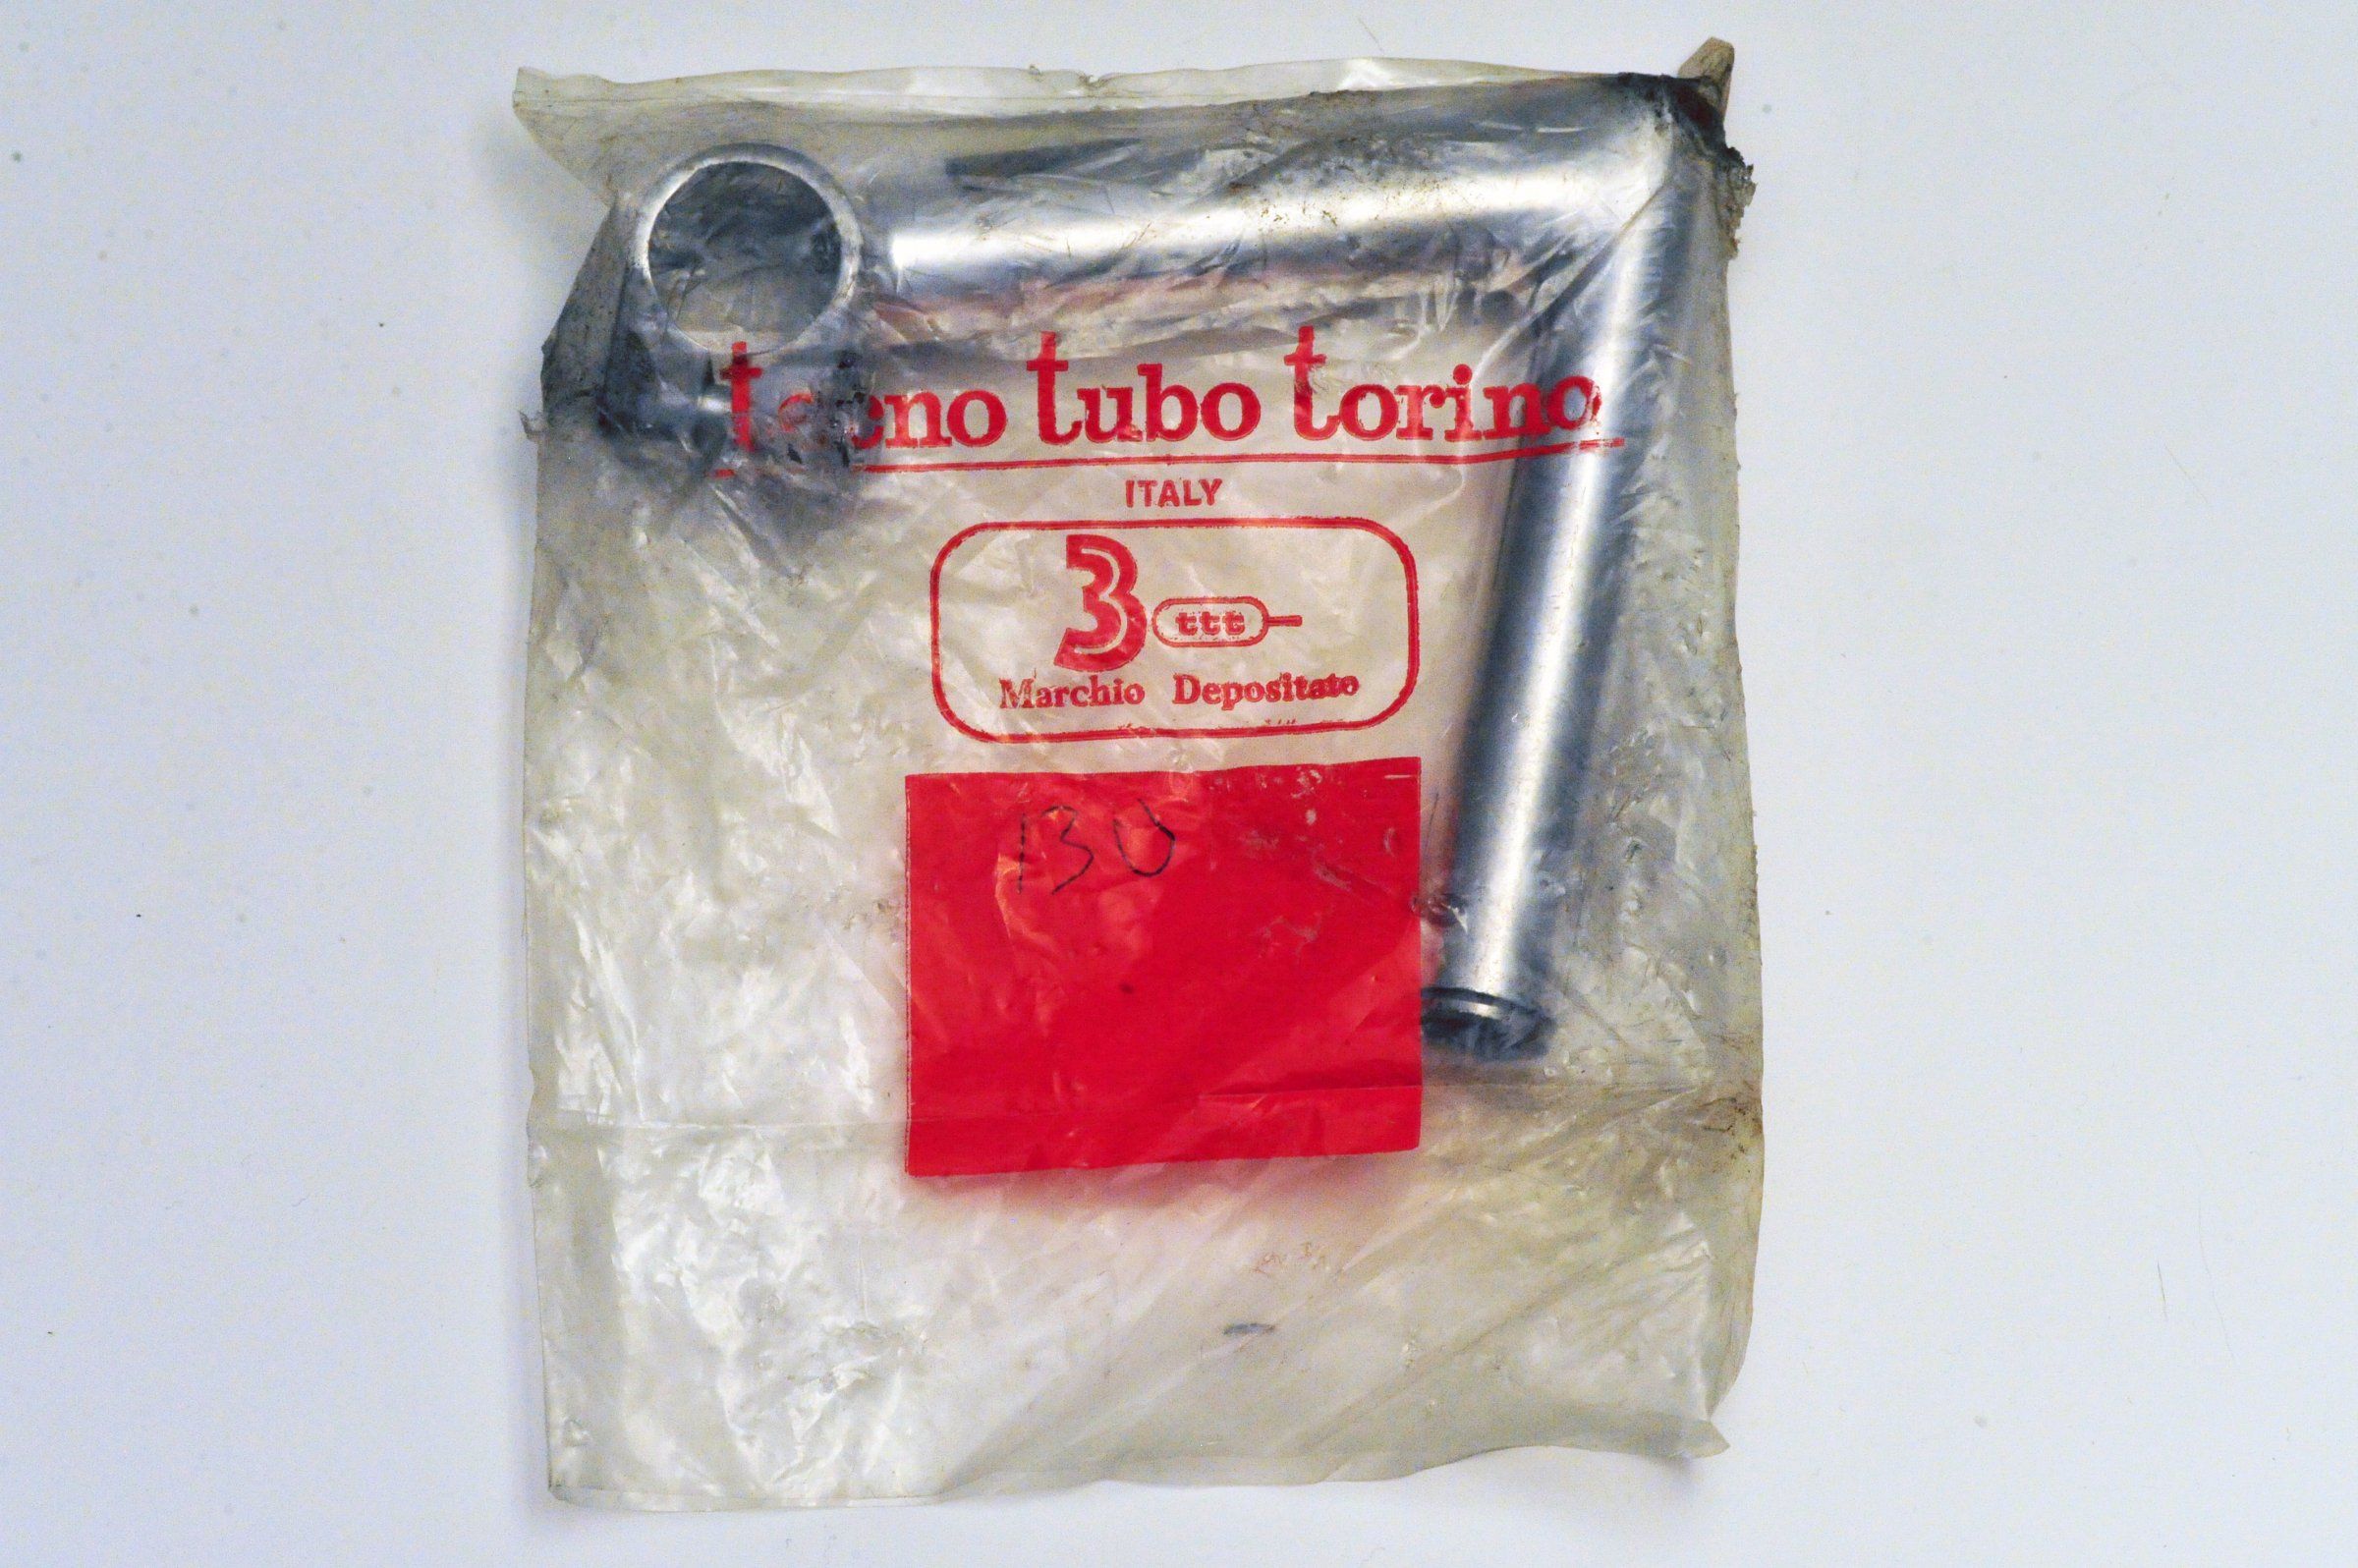 tecno tubo torino
ITALY
3 ttt
Marchio Depositato
130